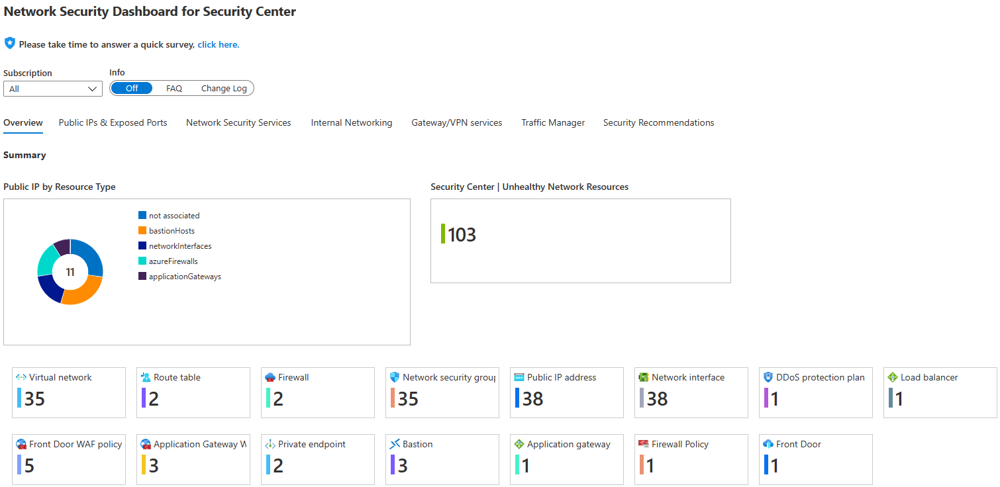 Network Security Dashboard for Security Center
Please take time to answer a quick survey, click here.
Subscription Info
All Off FAQ Change Log
Overview Public IPs & Exposed Ports Network Security Services Internal Networking Gateway/VPN services Traffic Manager Security Recommendations
Summary
Public IP by Resource Type Security Center | Unhealthy Network Resources
not associated
bastionHosts
networkInterfaces
azureFirewalls
applicationGateways
11
103
Virtual network Route table Firewall Network security group Public IP address Network interface DDoS protection plan Load balancer
35 2 2 35 38 38 1 1
Front Door WAF policy Application Gateway W Private endpoint Bastion Application gateway Firewall Policy Front Door
5 3 2 3 1 1 1